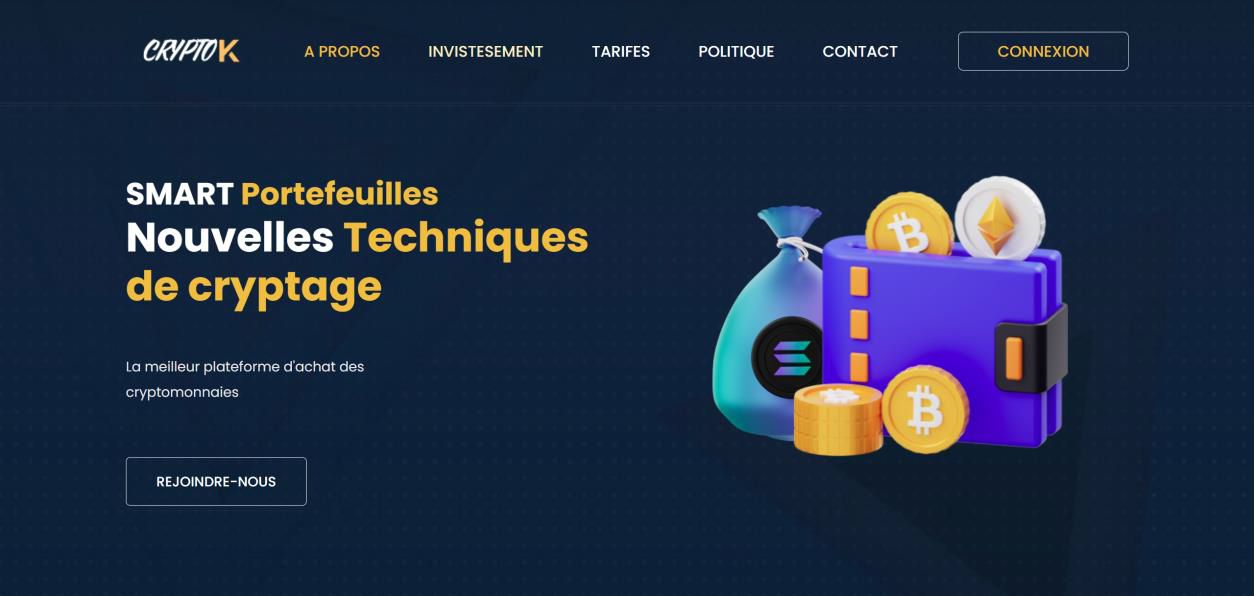 CRYPTOK
A PROPOS
INVISTESEMENT
TARIFES
POLITIQUE
CONTACT
CONNEXION
SMART Portefeuilles
Nouvelles Techniques
de cryptage
La meilleur plateforme d'achat des
cryptomonnaies
REJOINDRE-NOUS